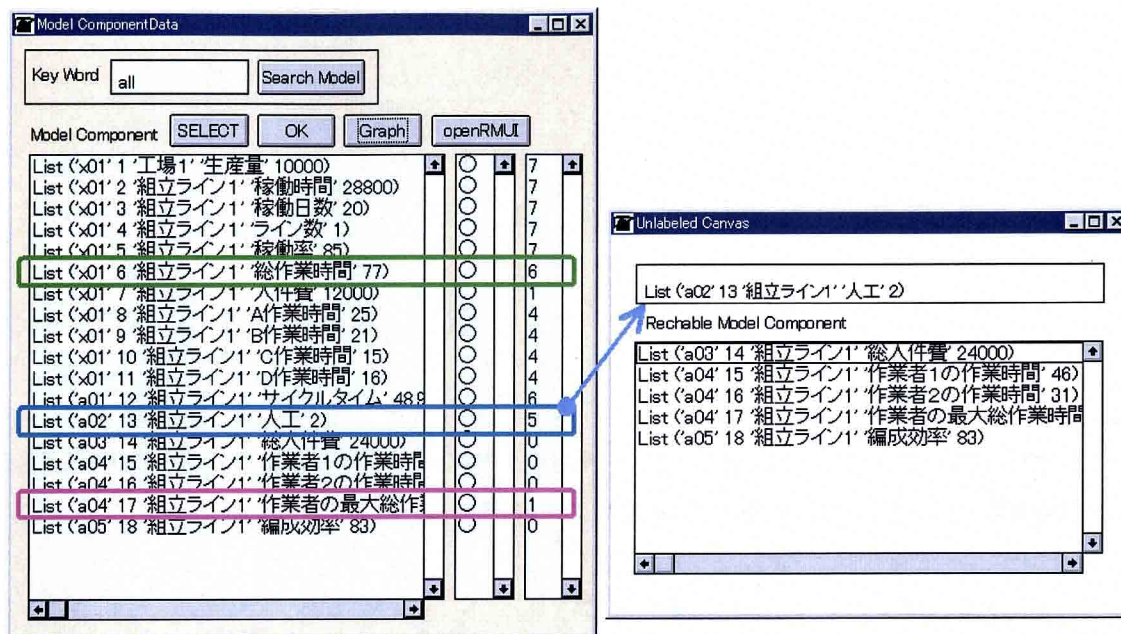 Model ComponentData
Key Word all Search Model
Model Component SELECT OK Graph openRMUI
List ('x01' 1 '工場1' '生産量' 10000) 7
List ('x01' 2 '組立ライン1' '稼働時間' 28800) 7
List ('x01' 3 '組立ライン1' '稼働日数' 20) 7
List ('x01' 4 '組立ライン1' 'ライン数' 1) 7
List ('x01' 5 '組立ライン1' '稼働率' 85) 7
List ('x01' 6 '組立ライン1' '総作業時間' 77) 6
List ('x01' 7 '組立ライン1' '人件費' 12000) 1
List ('x01' 8 '組立ライン1' 'A作業時間' 25) 4
List ('x01' 9 '組立ライン1' 'B作業時間' 21) 4
List ('x01' 10 '組立ライン1' 'C作業時間' 15) 4
List ('x01' 11 '組立ライン1' 'D作業時間' 16) 4
List ('a01' 12 '組立ライン1' 'サイクルタイム' 48.9 6
List ('a02' 13 '組立ライン1' '人工' 2) 5
List ('a03' 14 '組立ライン1' '総人件費' 24000) 0
List ('a04' 15 '組立ライン1' '作業者1の作業時間 0
List ('a04' 16 '組立ライン1' '作業者2の作業時間 0
List ('a04' 17 '組立ライン1' '作業者の最大総作業 1
List ('a05' 18 '組立ライン1' '編成効率' 83) 0
Unlabeled Canvas
List ('a02' 13 '組立ライン1' '人工' 2)
Rechable Model Component
List ('a03' 14 '組立ライン1' '総人件費' 24000)
List ('a04' 15 '組立ライン1' '作業者1の作業時間' 46)
List ('a04' 16 '組立ライン1' '作業者2の作業時間' 31)
List ('a04' 17 '組立ライン1' '作業者の最大総作業時間
List ('a05' 18 '組立ライン1' '編成効率' 83)